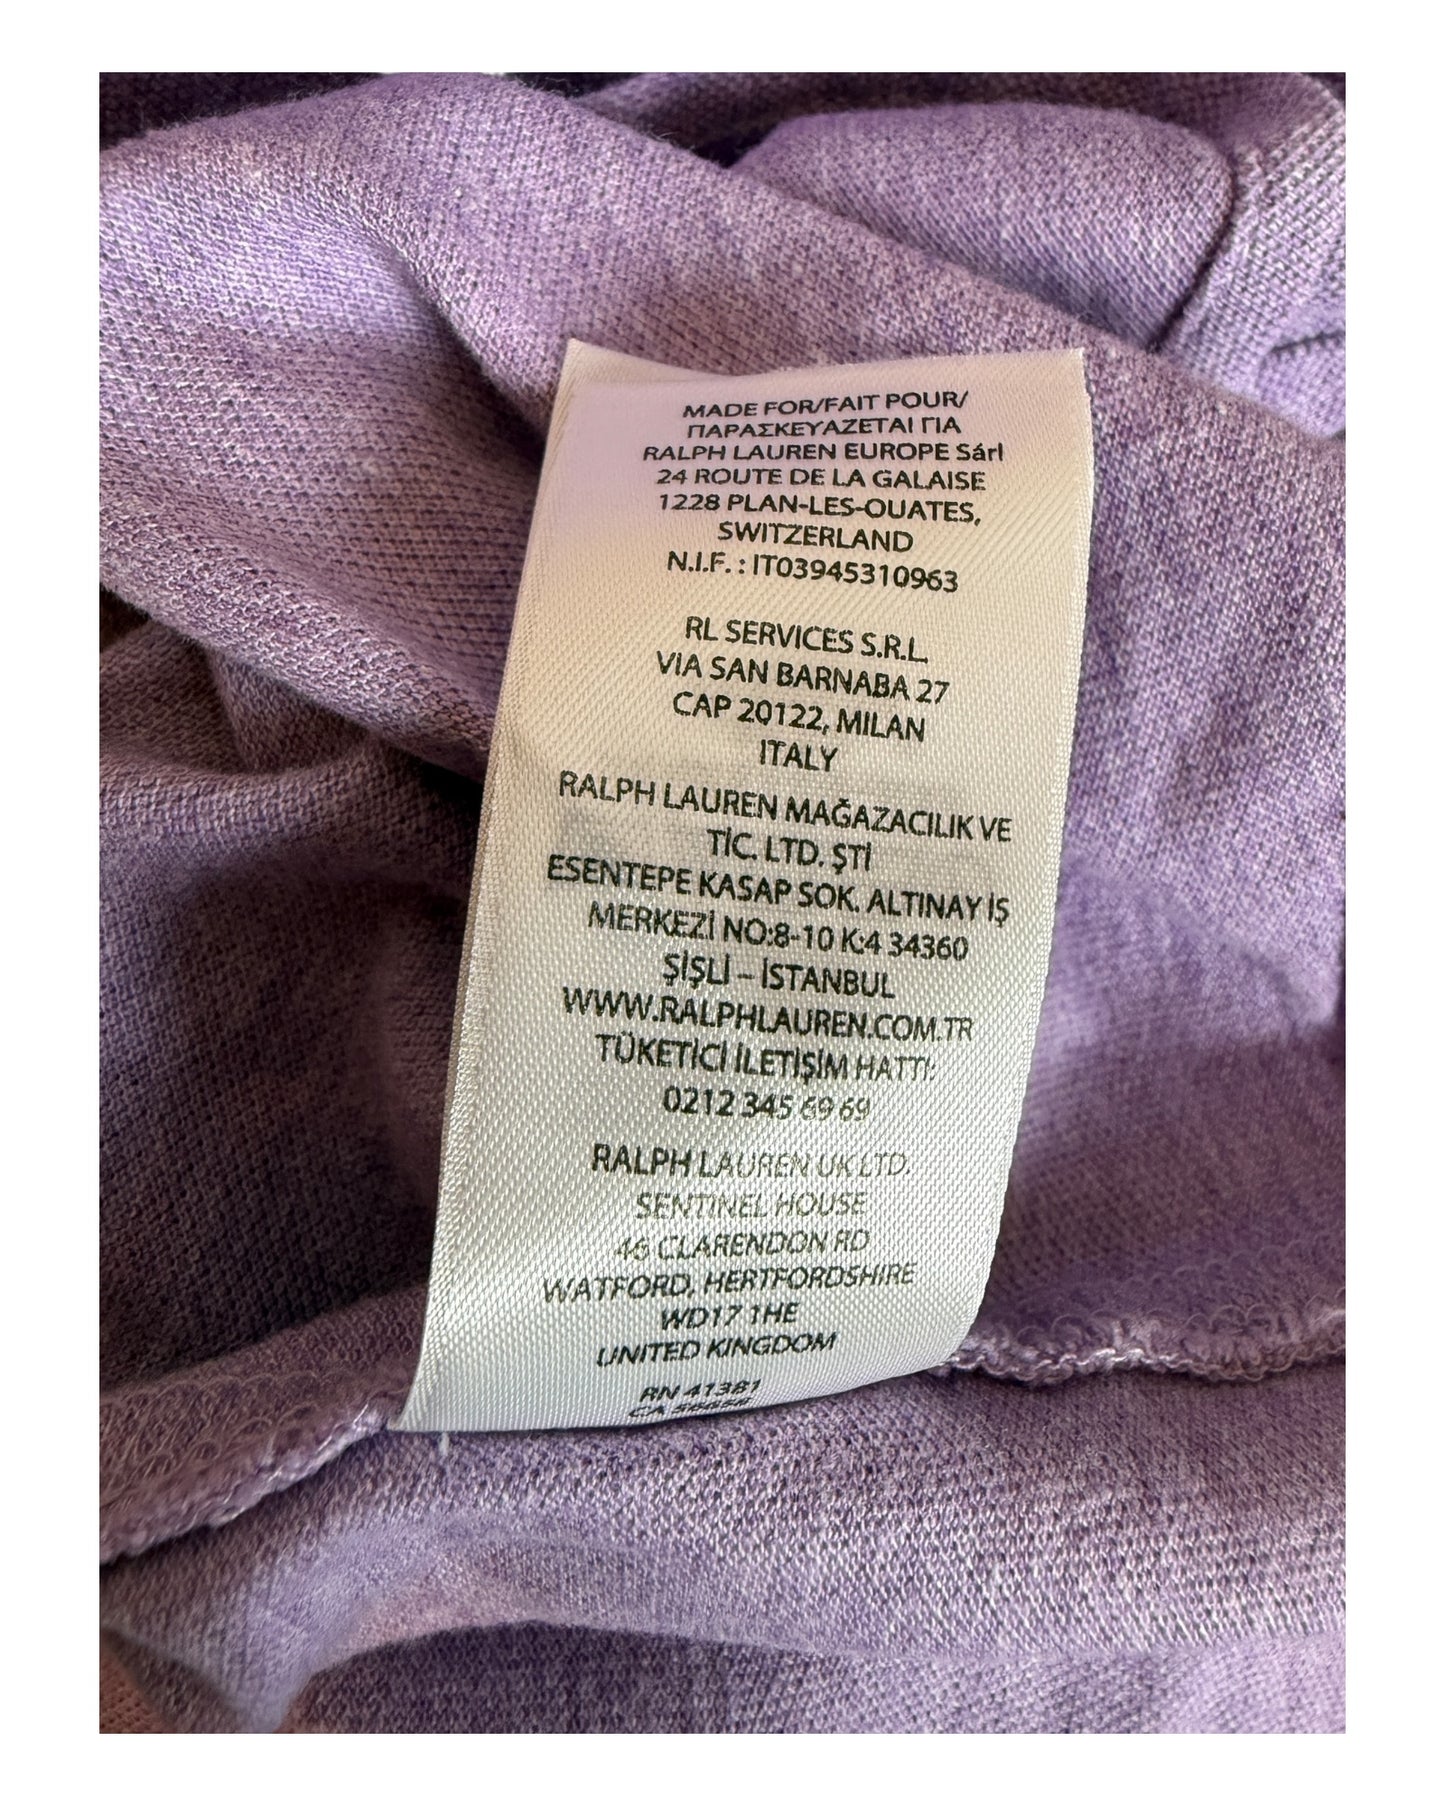 MADE FOR/FAIT POUR/
ΠΑΡΑΣΚΕΥΑΖΕΤΑΙ ΓΙΑ
RALPH LAUREN EUROPE Sárl
24 ROUTE DE LA GALAISE
1228 PLAN-LES-OUATES,
SWITZERLAND
N.I.F. : IT03945310963
RL SERVICES S.R.L
VIA SAN BARNABA 27
CAP 20122, MILAN
ITALY
RALPH LAUREN MAĞAZACILIK VE
TİC. LTD. ŞTİ
ESENTEPE KASAP SOK. ALTINAY İŞ
MERKEZİ NO:8-10 K:4 34360
ŞİŞLİ – İSTANBUL
WWW.RALPHLAUREN.COM.TR
TÜKETİCİ İLETİŞİM HATTI:
0212 345 69 69
RALPH LAUREN UK LTD.
SENTINEL HOUSE
46 CLARENDON RD
WATFORD, HERTFORDSHIRE
WD17 1HE
UNITED KINGDOM
RN 41381
CA